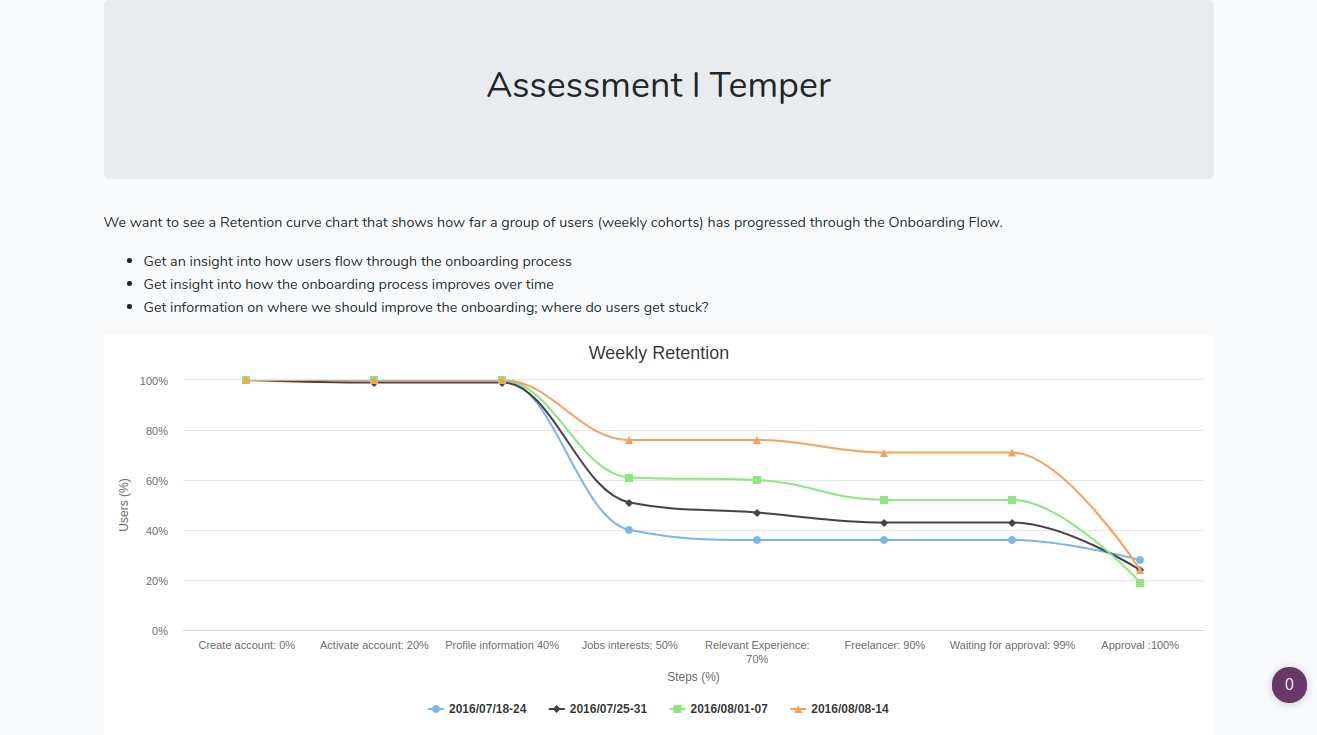 Assessment | Temper
We want to see a Retention curve chart that shows how far a group of users (weekly cohorts) has progressed through the Onboarding Flow.
Get an insight into how users flow through the onboarding process
Get insight into how the onboarding process improves over time
Get information on where we should improve the onboarding; where do users get stuck?
Weekly Retention
100%
80%
60%
40%
20%
0%
Users (%)
Create account: 0% Activate account: 20% Profile information 40% Jobs interests: 50% Relevant Experience: Freelancer: 90% Waiting for approval: 99% Approval :100%
70%
Steps (%)
0
2016/07/18-24 2016/07/25-31 2016/08/01-07 2016/08/08-14